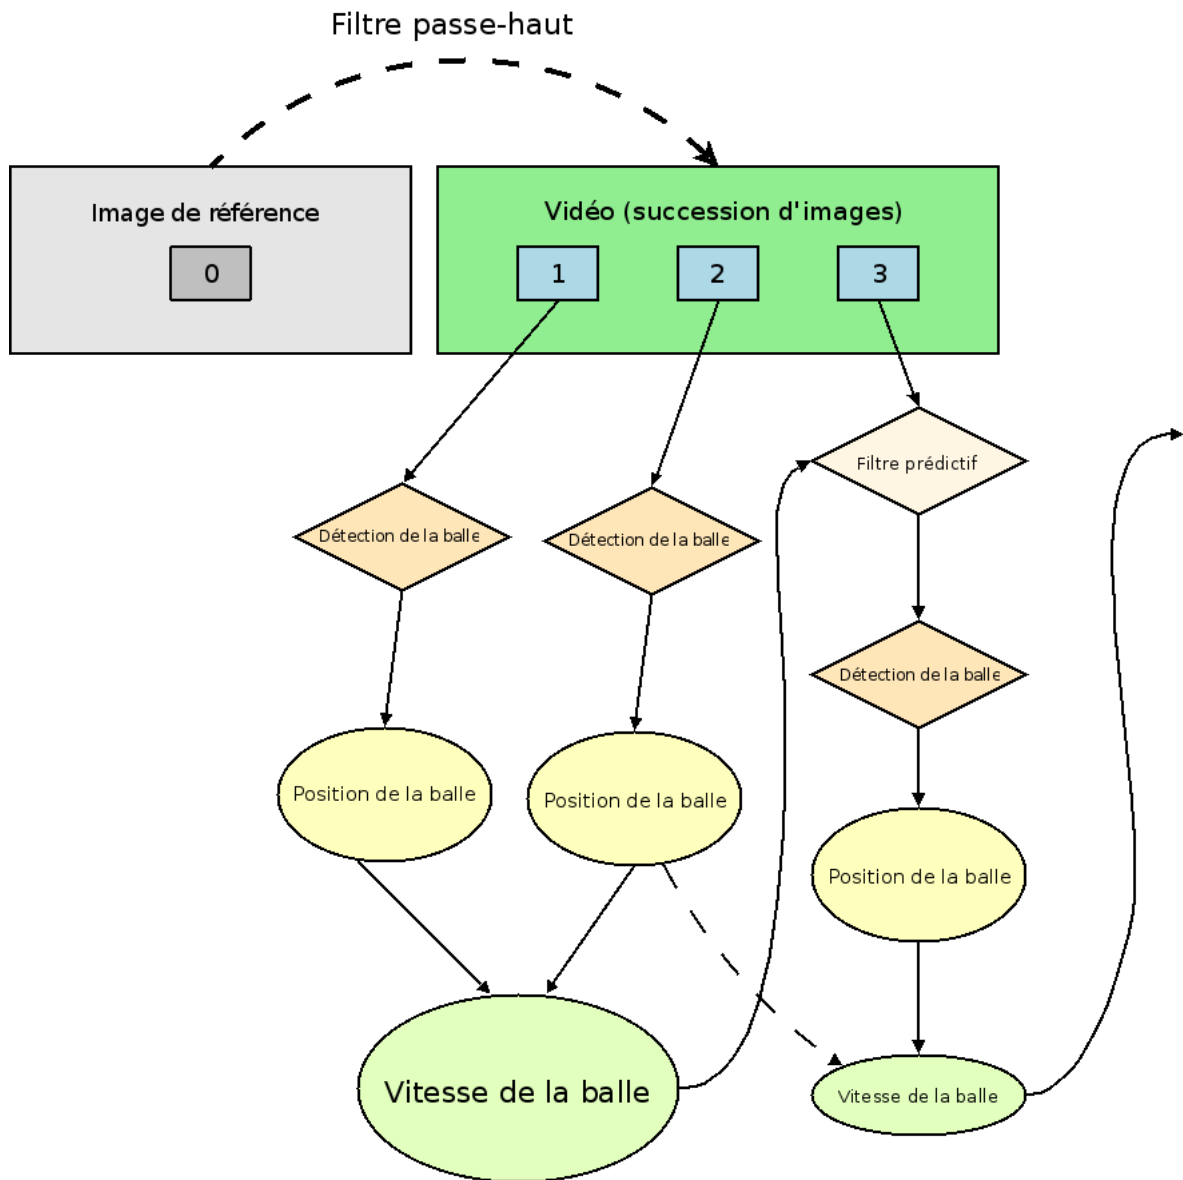 Filtre passe-haut
Image de référence
Vidéo (succession d'images)
0
1
2
3
Filtre prédictif
Détection de la balle
Détection de la balle
Détection de la balle
Position de la balle
Position de la balle
Position de la balle
Vitesse de la balle
Vitesse de la balle